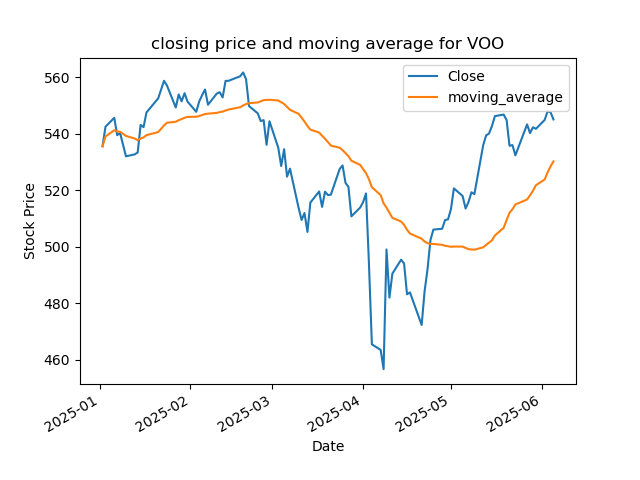 closing price and moving average for VOO
Close
moving_average
Stock Price
560
540
520
500
480
460
2025-01
2025-02
2025-03
2025-04
2025-05
2025-06
Date